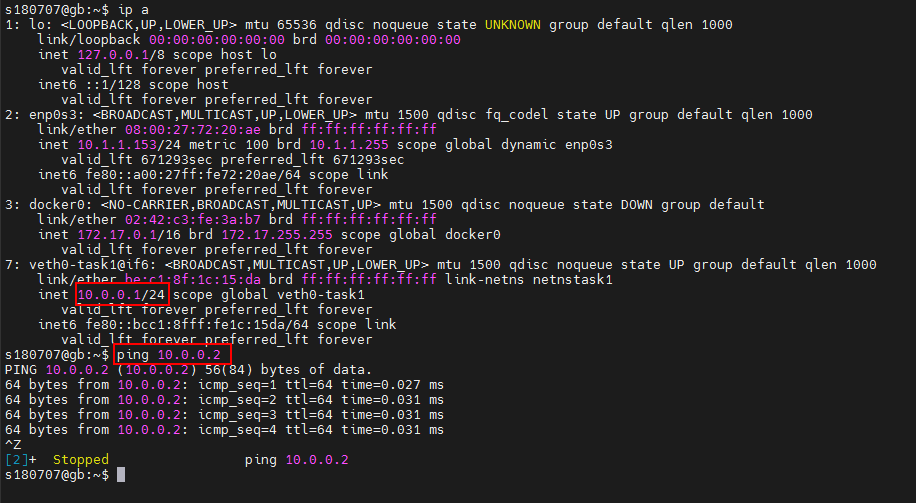 s180707@gb:~$ ip a
1: lo: <LOOPBACK,UP,LOWER_UP> mtu 65536 qdisc noqueue state UNKNOWN group default qlen 1000
    link/loopback 00:00:00:00:00:00 brd 00:00:00:00:00:00
    inet 127.0.0.1/8 scope host lo
       valid_lft forever preferred_lft forever
    inet6 ::1/128 scope host
       valid_lft forever preferred_lft forever
2: enp0s3: <BROADCAST,MULTICAST,UP,LOWER_UP> mtu 1500 qdisc fq_codel state UP group default qlen 1000
    link/ether 08:00:27:72:20:ae brd ff:ff:ff:ff:ff:ff
    inet 10.1.1.153/24 metric 100 brd 10.1.1.255 scope global dynamic enp0s3
       valid_lft 671293sec preferred_lft 671293sec
    inet6 fe80::a00:27ff:fe72:20ae/64 scope link
       valid_lft forever preferred_lft forever
3: docker0: <NO-CARRIER,BROADCAST,MULTICAST,UP> mtu 1500 qdisc noqueue state DOWN group default
    link/ether 02:42:c3:fe:3a:b7 brd ff:ff:ff:ff:ff:ff
    inet 172.17.0.1/16 brd 172.17.255.255 scope global docker0
       valid_lft forever preferred_lft forever
7: veth0-task1@if6: <BROADCAST,MULTICAST,UP,LOWER_UP> mtu 1500 qdisc noqueue state UP group default qlen 1000
    link/ether be:c1:8f:1c:15:da brd ff:ff:ff:ff:ff:ff link-netns netnstask1
    inet 10.0.0.1/24 scope global veth0-task1
       valid_lft forever preferred_lft forever
    inet6 fe80::bcc1:8fff:fe1c:15da/64 scope link
       valid_lft forever preferred_lft forever
s180707@gb:~$ ping 10.0.0.2
PING 10.0.0.2 (10.0.0.2) 56(84) bytes of data.
64 bytes from 10.0.0.2: icmp_seq=1 ttl=64 time=0.027 ms
64 bytes from 10.0.0.2: icmp_seq=2 ttl=64 time=0.031 ms
64 bytes from 10.0.0.2: icmp_seq=3 ttl=64 time=0.031 ms
64 bytes from 10.0.0.2: icmp_seq=4 ttl=64 time=0.031 ms
^Z
[2]+  Stopped                 ping 10.0.0.2
s180707@gb:~$